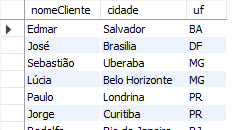 nomeCliente cidade uf
Edmar Salvador BA
José Brasília DF
Sebastião Uberaba MG
Lúcia Belo Horizonte MG
Paulo Londrina PR
Jorge Curitiba PR
Rodolfo Rio de Janeiro RJ